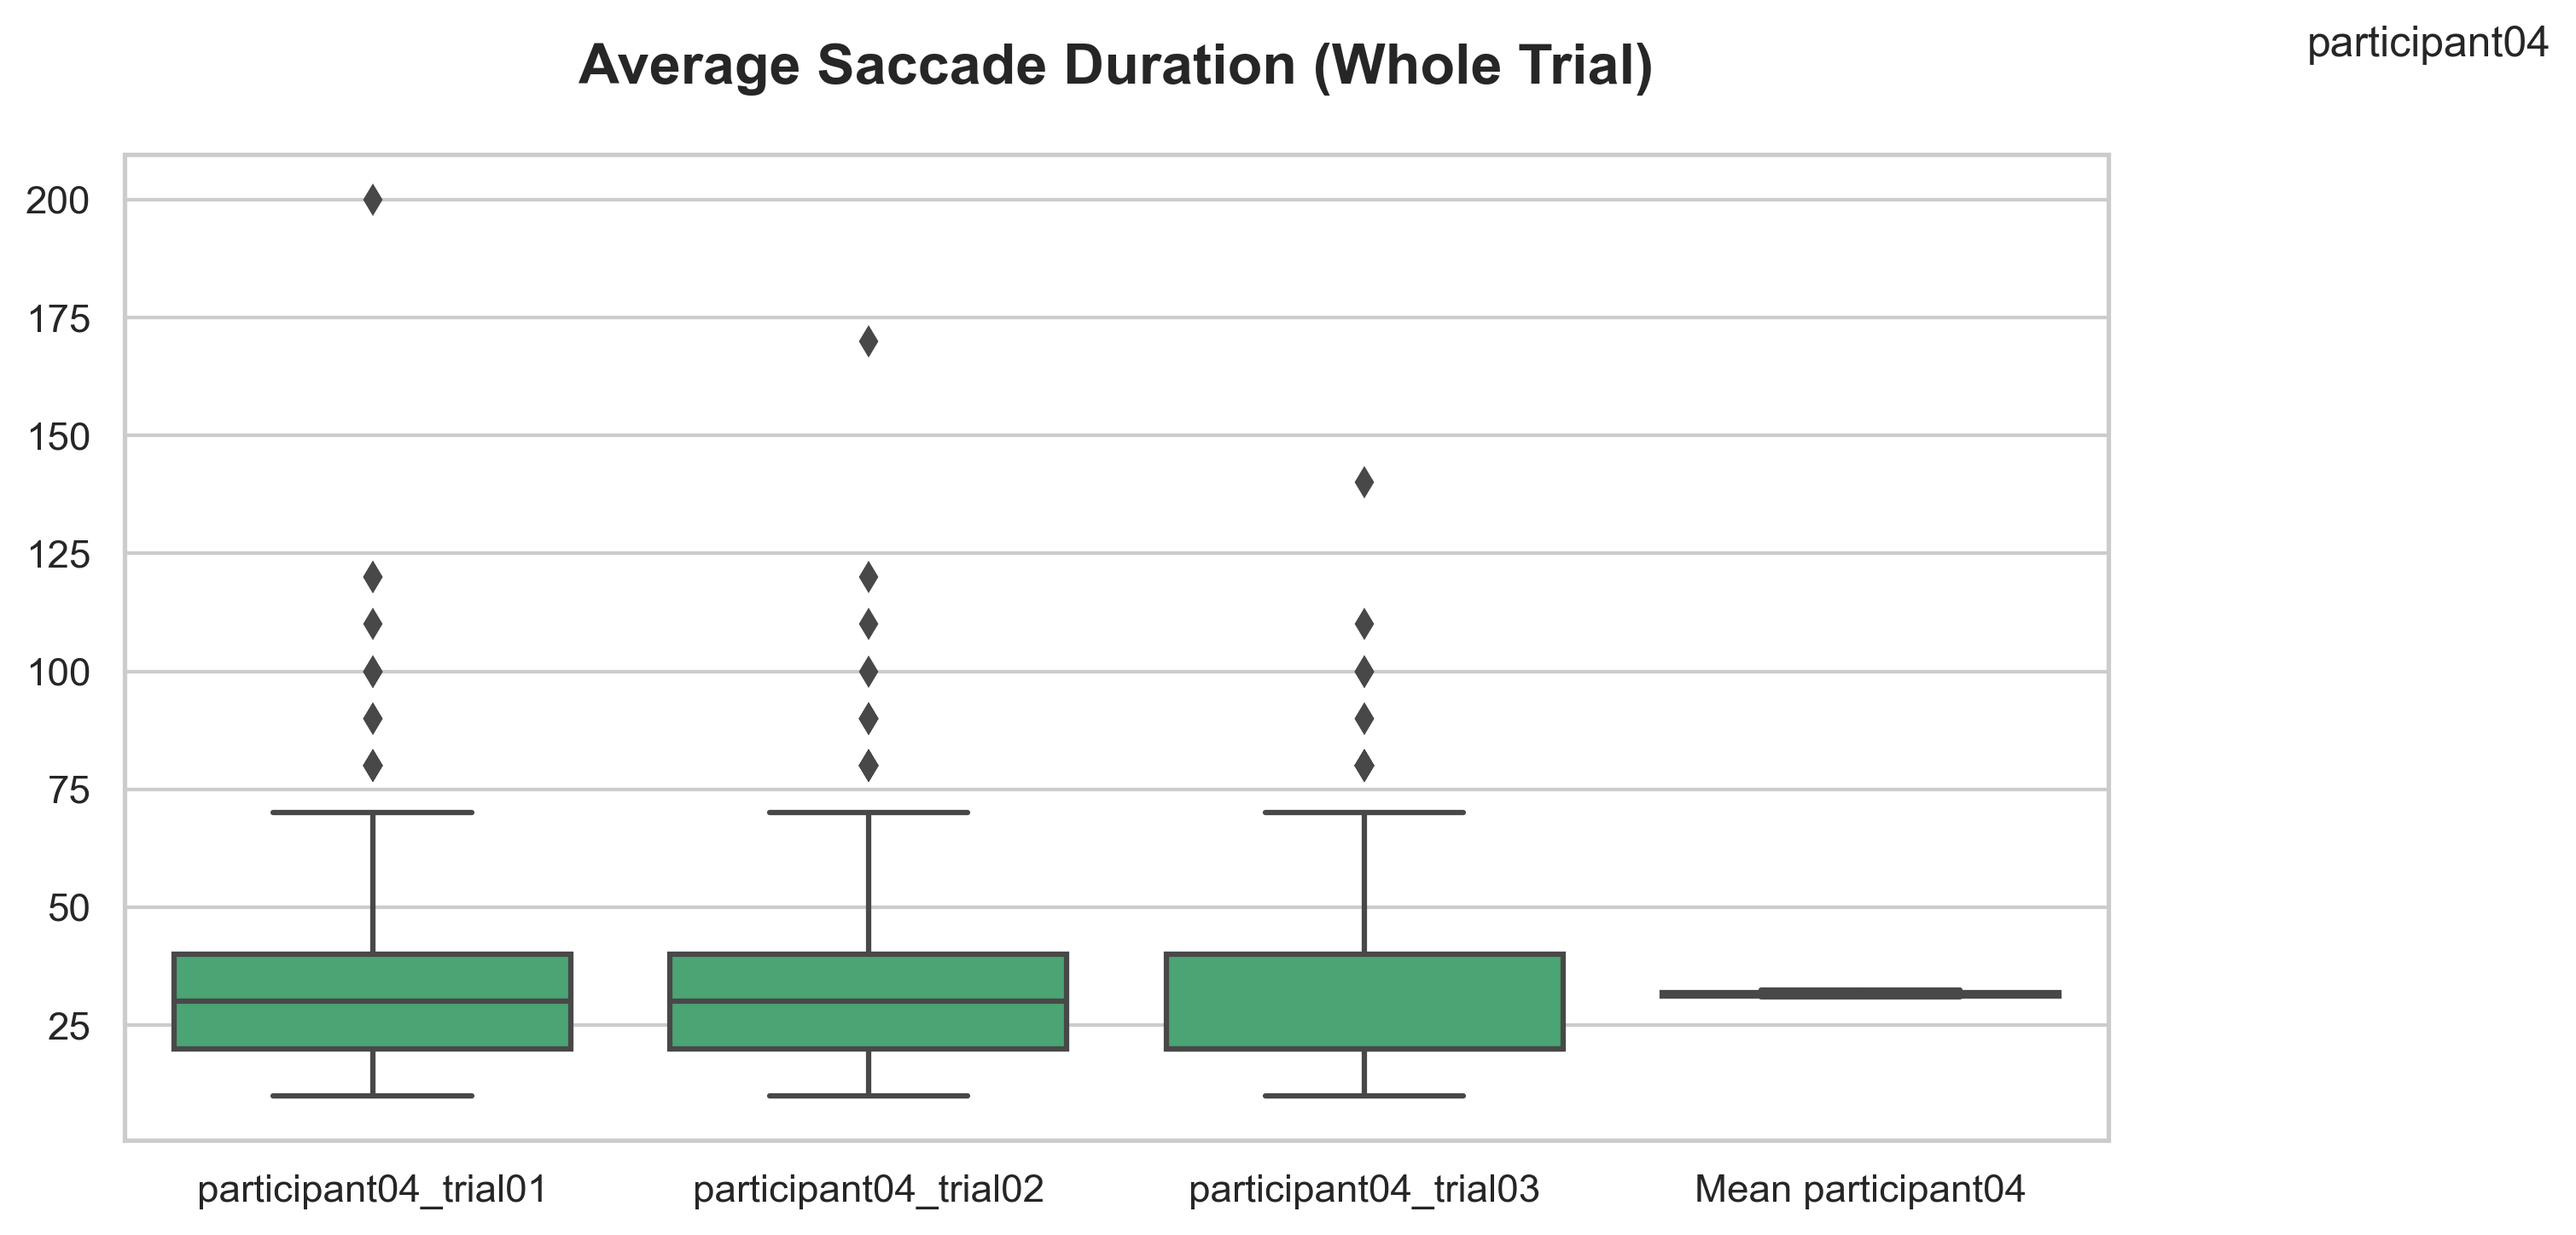 participant04
Average Saccade Duration (Whole Trial)
200
175
150
125
100
75
50
25
participant04_trial01
participant04_trial02
participant04_trial03
Mean participant04